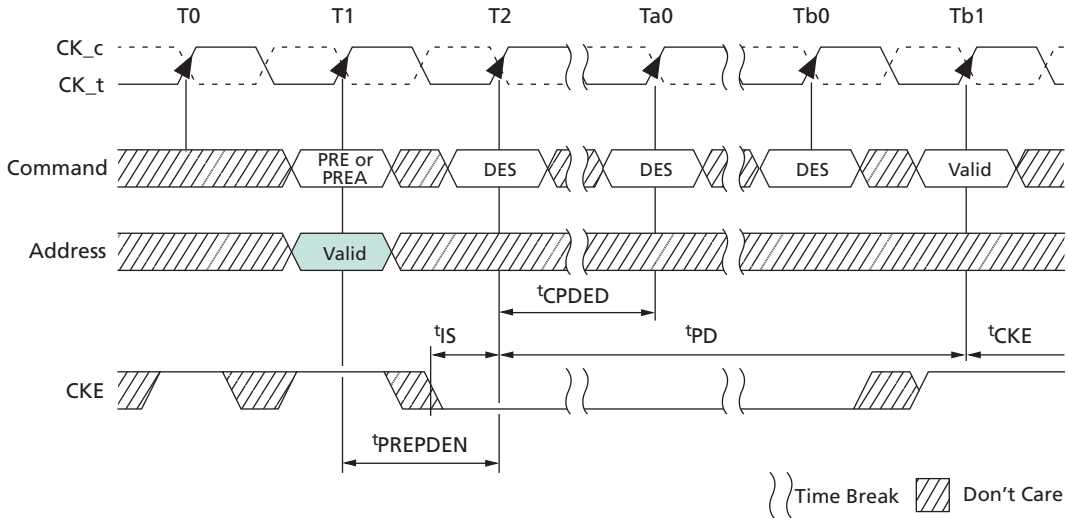 T0 T1 T2 Ta0 Tb0 Tb1
CK_c
CK_t
Command PRE or PREA DES DES DES Valid
Address Valid
tCPDED
tIS tPD tCKE
CKE
tPREPDEN
Time Break Don't Care